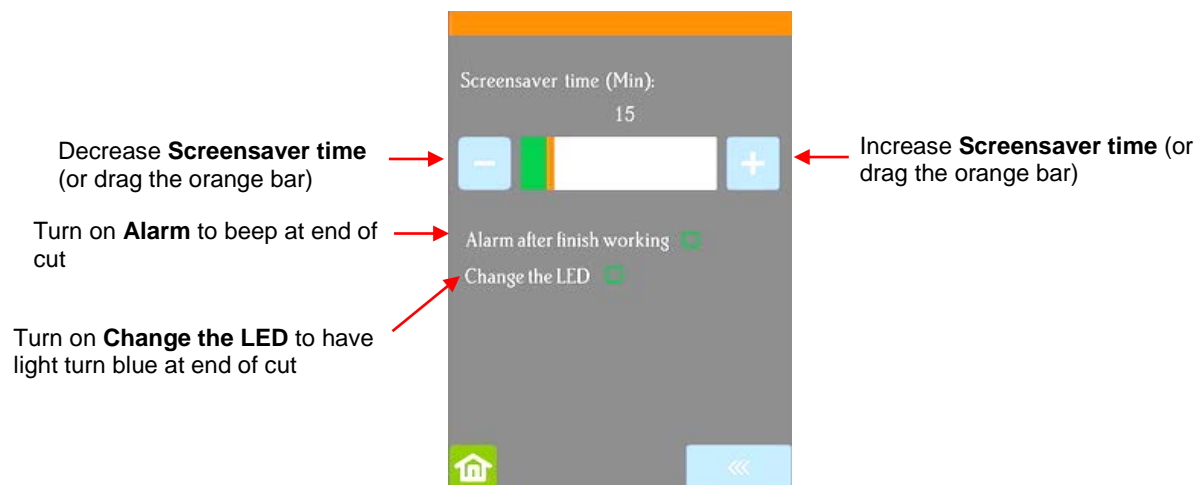 Screensaver time (Min):
15
Decrease Screensaver time
(or drag the orange bar)
Increase Screensaver time (or
drag the orange bar)
Turn on Alarm to beep at end of
cut
Alarm after finish working
Change the LED
Turn on Change the LED to have
light turn blue at end of cut